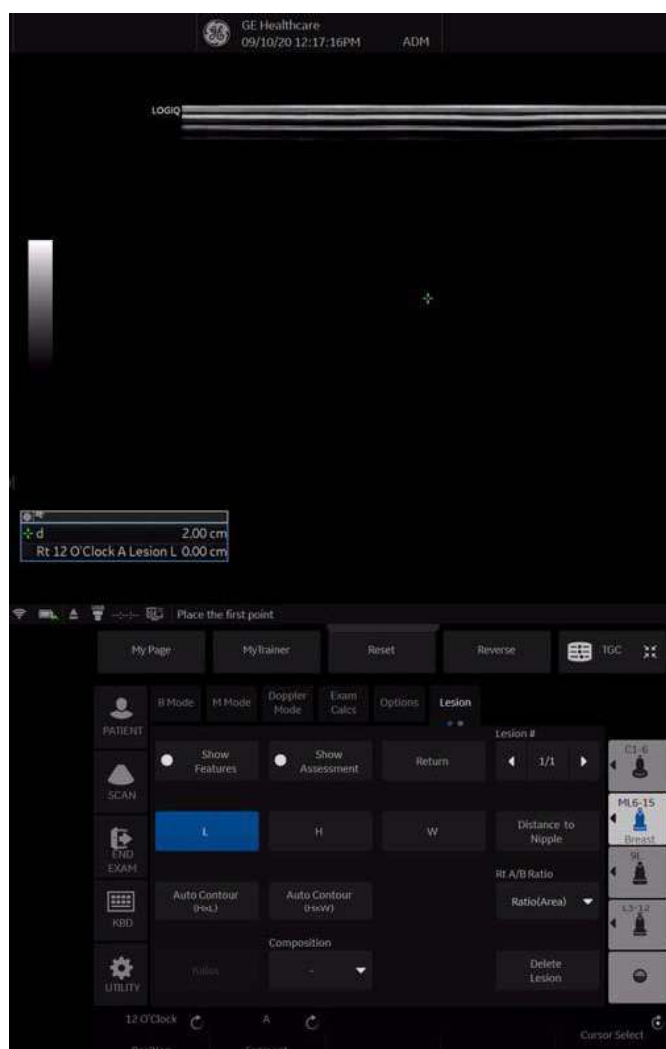 GE Healthcare
09/10/20 12:17:16PM ADM
LOGIQ
d 2.00 cm
Rt 12 O'Clock A Lesion L 0.00 cm
Place the first point
My Page MyTrainer Reset Reverse TGC
PATIENT
SCAN
END EXAM
KBD
UTILITY
B Mode M Mode Doppler Mode Exam Calcs Options Lesion
Lesion #
Show Features Show Assessment Return 1/1
L H W Distance to Nipple
Rt A/B Ratio
Auto Contour (HxL) Auto Contour (HxW) Ratio(Area)
Composition
- Delete Lesion
C1-6
ML6-15
Breast
9L
L3-12
12 O'Clock A
Cursor Select